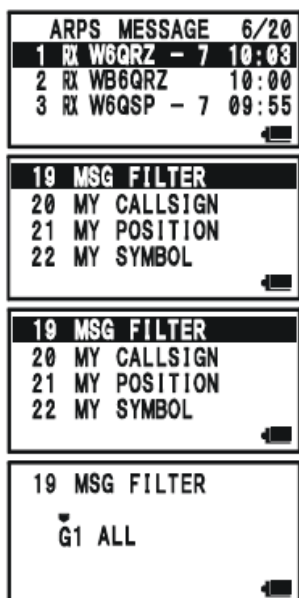 ARPS MESSAGE 6/20
1 RX W6QRZ - 7 10:03
2 RX WB6QRZ 10:00
3 RX W6QSP - 7 09:55
19 MSG FILTER
20 MY CALLSIGN
21 MY POSITION
22 MY SYMBOL
19 MSG FILTER
20 MY CALLSIGN
21 MY POSITION
22 MY SYMBOL
19 MSG FILTER
G1 ALL